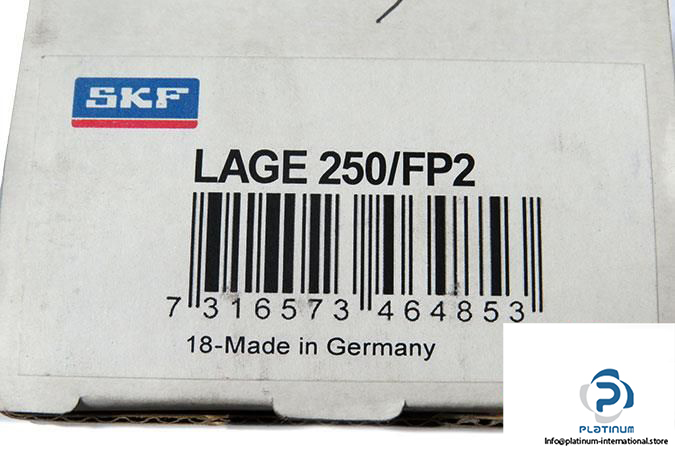 SKF
LAGE 250/FP2
7 316573 464853
18-Made in Germany
PLATINUM
Info@platinum-international.store